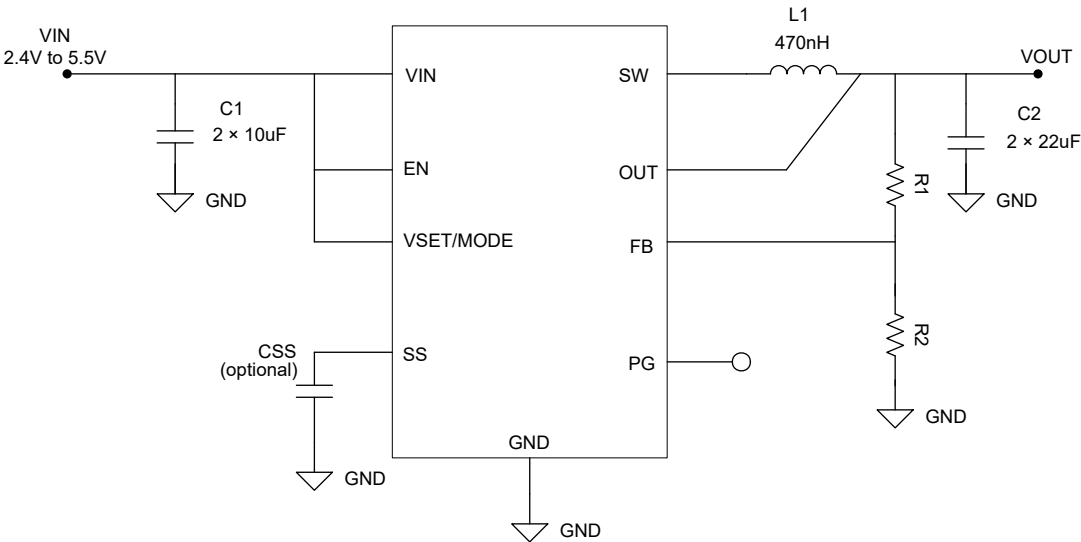 L1
470nH
VIN
2.4V to 5.5V
VOUT
VIN
SW
C1
2 × 10uF
C2
2 × 22uF
EN
OUT
R1
GND
GND
VSET/MODE
FB
R2
CSS
(optional)
SS
PG
GND
GND
GND
GND